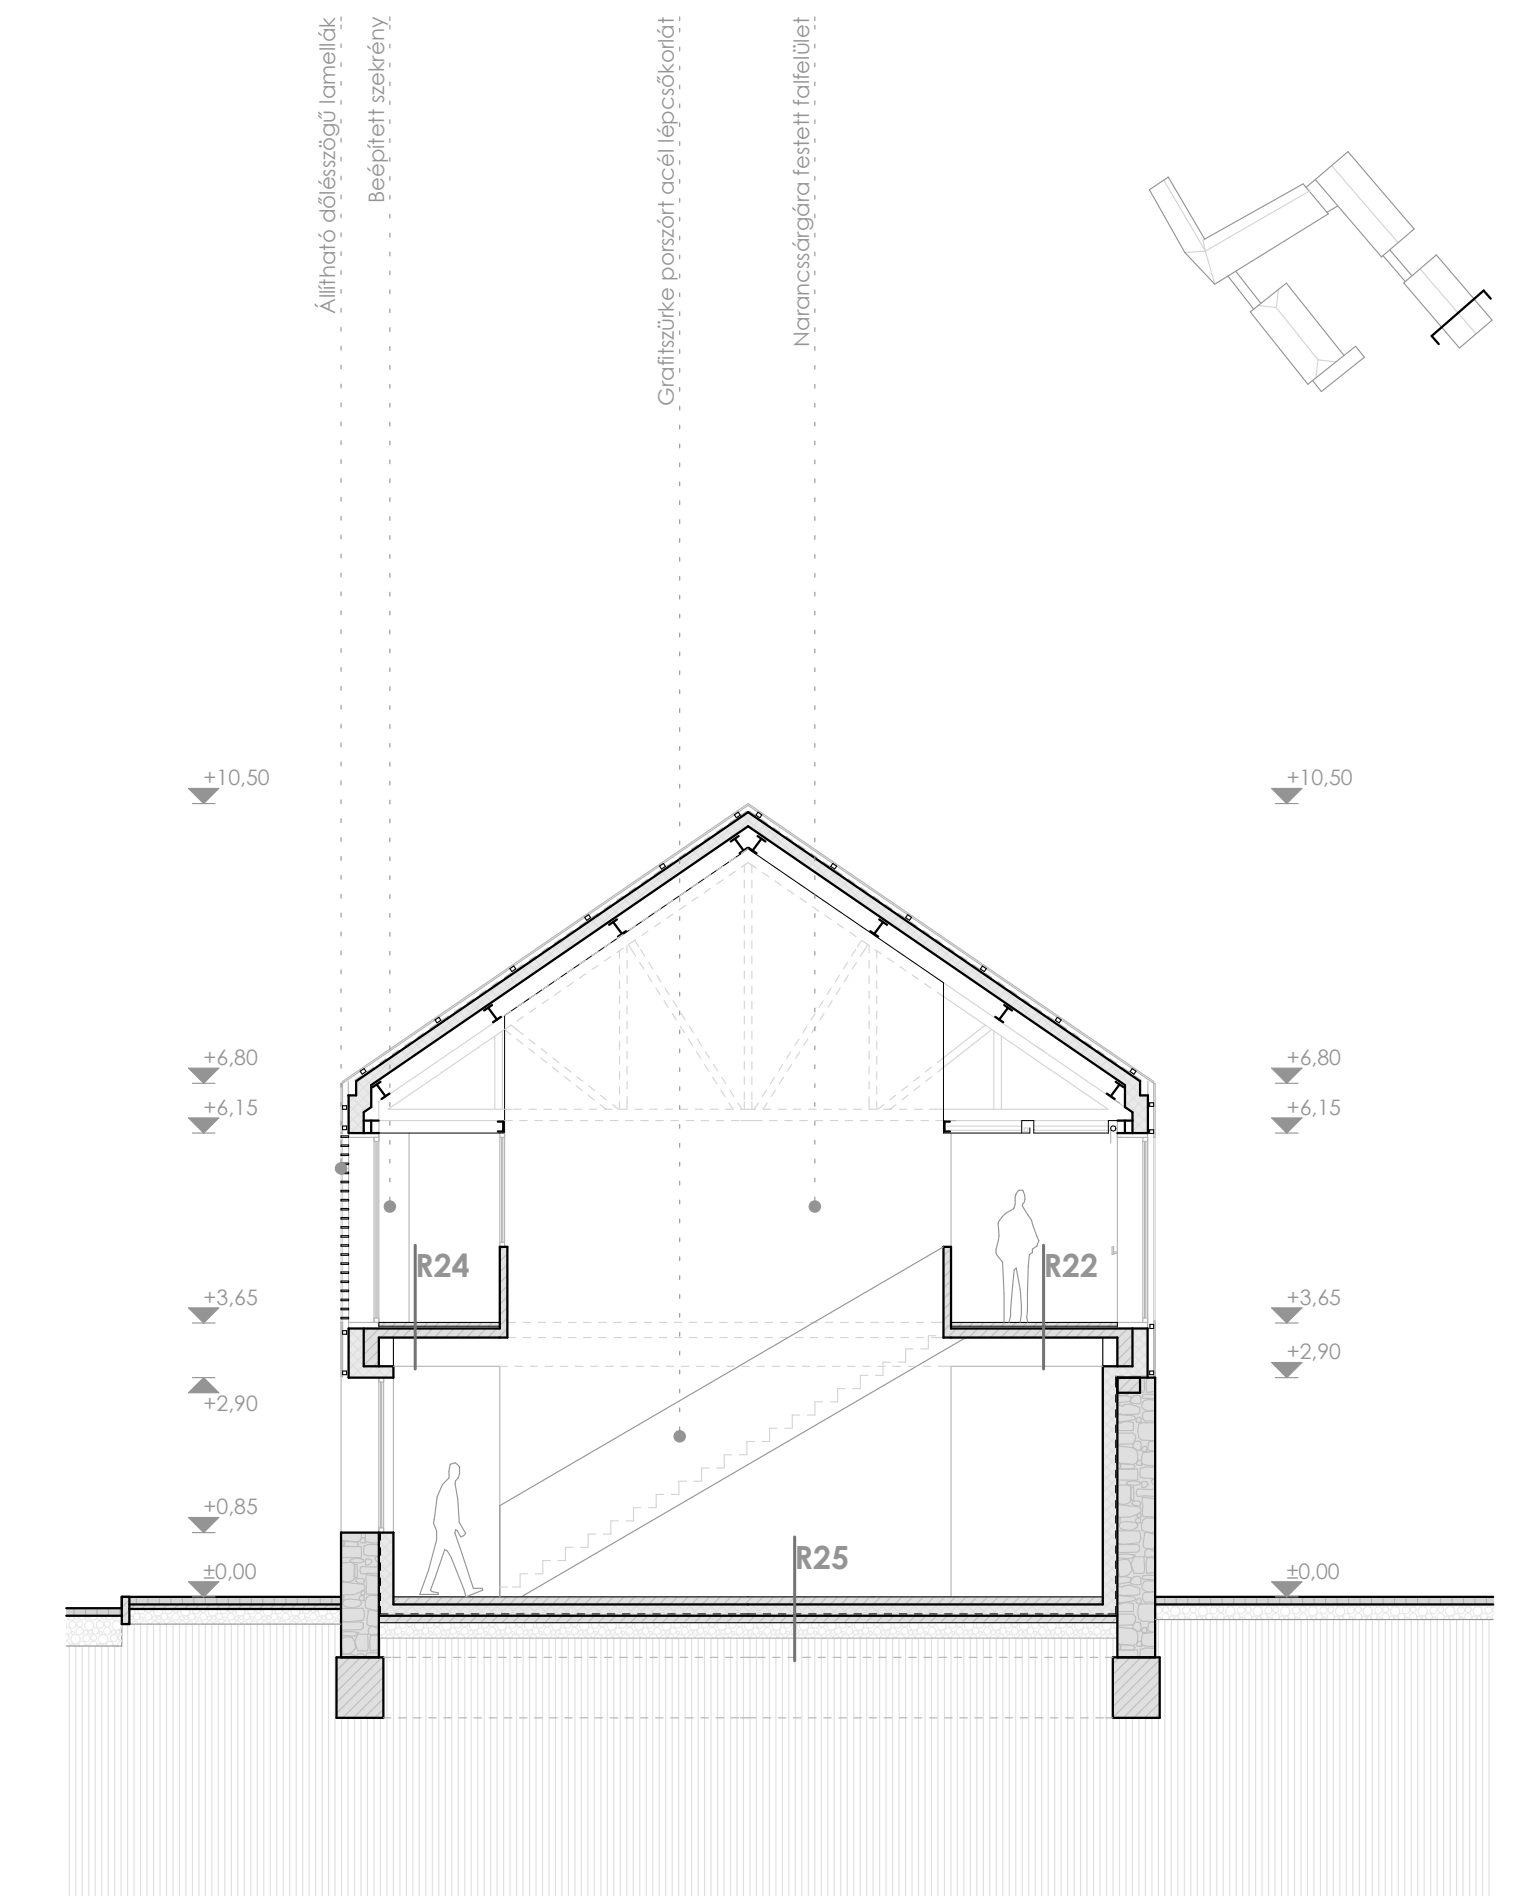 Állítható dőlésszögű lamellák
Beépített szekrény
Grafitszürke porszórt acél lépcsőkorlát
Narancssárgára festett falfelület
+10,50
+10,50
+6,80
+6,80
+6,15
+6,15
R24
R22
+3,65
+3,65
+2,90
+2,90
+0,85
R25
±0,00
±0,00